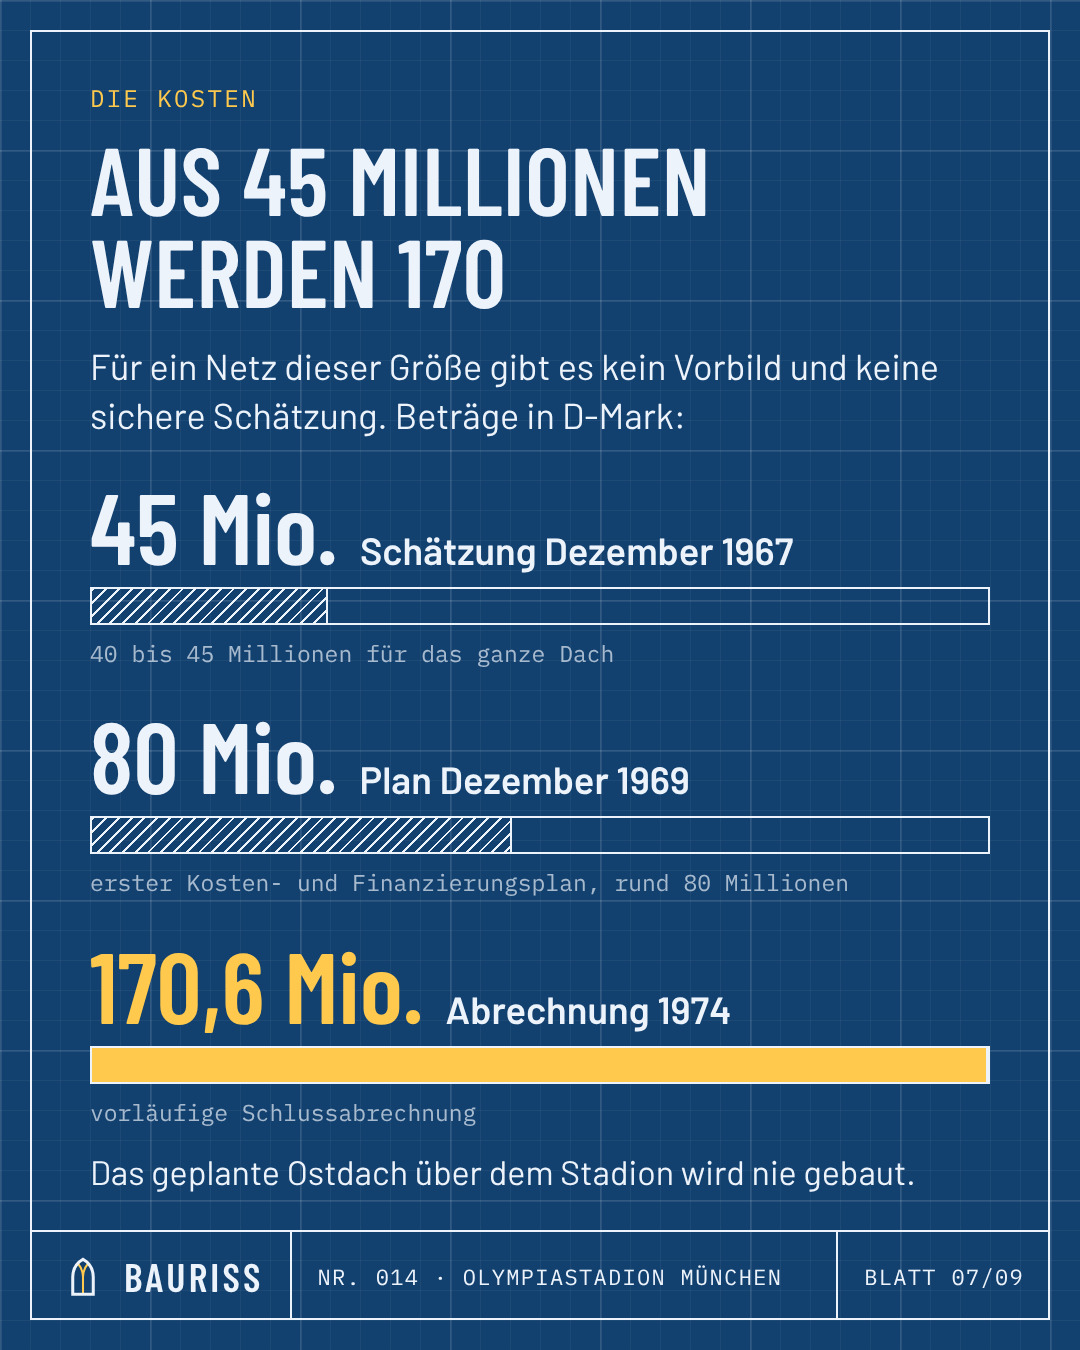 DIE KOSTEN
AUS 45 MILLIONEN
WERDEN 170
Für ein Netz dieser Größe gibt es kein Vorbild und keine
sichere Schätzung. Beträge in D-Mark:
45 Mio. Schätzung Dezember 1967
40 bis 45 Millionen für das ganze Dach
80 Mio. Plan Dezember 1969
erster Kosten- und Finanzierungsplan, rund 80 Millionen
170,6 Mio. Abrechnung 1974
vorläufige Schlussabrechnung
Das geplante Ostdach über dem Stadion wird nie gebaut.
BAURISS NR. 014 · OLYMPIASTADION MÜNCHEN BLATT 07/09